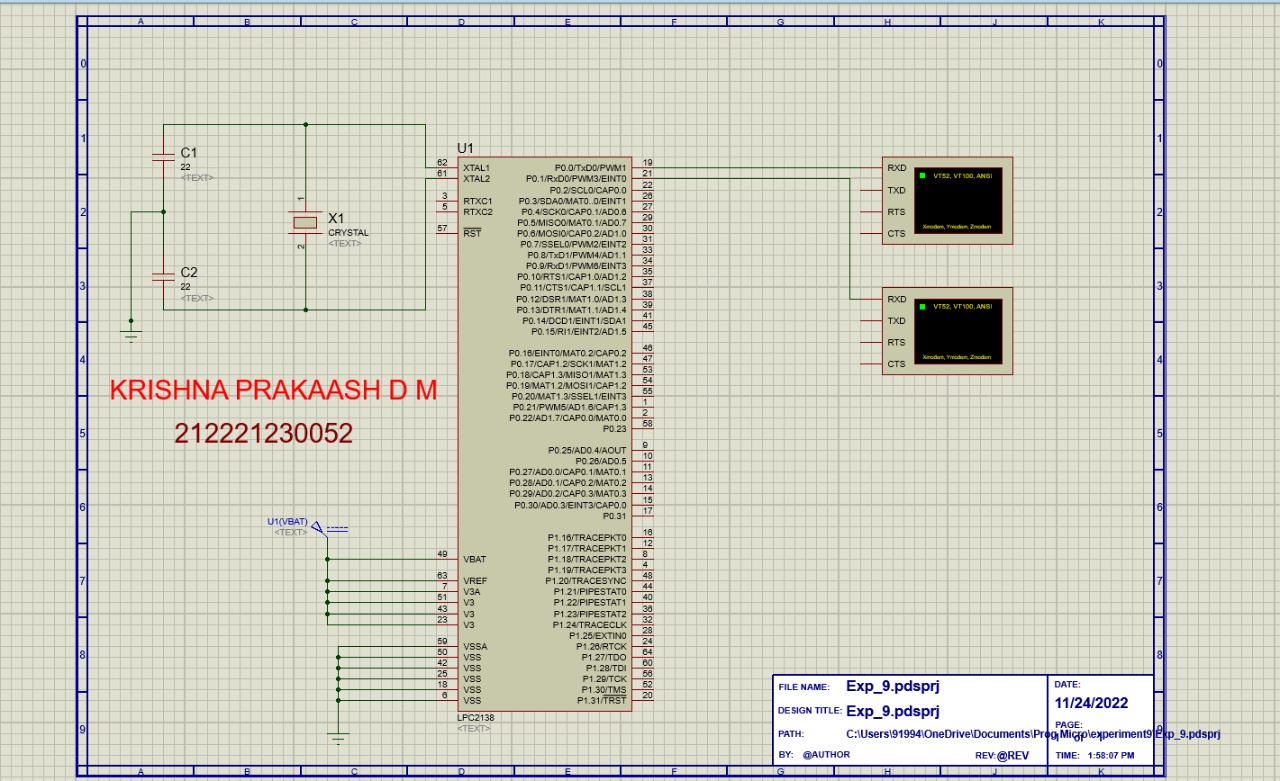 A B C D E F G H J K
0 0
1 1
2 2
3 3
4 4
5 5
6 6
7 7
8 8
9 9
C1
22
<TEXT>
C2
22
<TEXT>
1
X1
CRYSTAL
<TEXT>
2
KRISHNA PRAKAASH D M
212221230052
U1(VBAT)
<TEXT>
U1
62 XTAL1
61 XTAL2
3 RTXC1
5 RTXC2
57 RST
49 VBAT
63 VREF
7 V3A
51 V3
43 V3
23 V3
59 VSSA
50 VSS
42 VSS
25 VSS
18 VSS
6 VSS
P0.0/TxD0/PWM1 19
P0.1/RxD0/PWM3/EINT0 21
P0.2/SCL0/CAP0.0 22
P0.3/SDA0/MAT0..0/EINT1 26
P0.4/SCK0/CAP0.1/AD0.6 27
P0.5/MISO0/MAT0.1/AD0.7 29
P0.6/MOSI0/CAP0.2/AD1.0 30
P0.7/SSEL0/PWM2/EINT2 31
P0.8/TxD1/PWM4/AD1.1 33
P0.9/RxD1/PWM6/EINT3 34
P0.10/RTS1/CAP1.0/AD1.2 35
P0.11/CTS1/CAP1.1/SCL1 37
P0.12/DSR1/MAT1.0/AD1.3 38
P0.13/DTR1/MAT1.1/AD1.4 39
P0.14/DCD1/EINT1/SDA1 41
P0.15/RI1/EINT2/AD1.5 45
P0.16/EINT0/MAT0.2/CAP0.2 46
P0.17/CAP1.2/SCK1/MAT1.2 47
P0.18/CAP1.3/MISO1/MAT1.3 53
P0.19/MAT1.2/MOSI1/CAP1.2 54
P0.20/MAT1.3/SSEL1/EINT3 55
P0.21/PWM5/AD1.6/CAP1.3 1
P0.22/AD1.7/CAP0.0/MAT0.0 2
P0.23 58
P0.25/AD0.4/AOUT 9
P0.26/AD0.5 10
P0.27/AD0.0/CAP0.1/MAT0.1 11
P0.28/AD0.1/CAP0.2/MAT0.2 13
P0.29/AD0.2/CAP0.3/MAT0.3 14
P0.30/AD0.3/EINT3/CAP0.0 15
P0.31 17
P1.16/TRACEPKT0 16
P1.17/TRACEPKT1 12
P1.18/TRACEPKT2 8
P1.19/TRACEPKT3 4
P1.20/TRACESYNC 48
P1.21/PIPESTAT0 44
P1.22/PIPESTAT1 40
P1.23/PIPESTAT2 36
P1.24/TRACECLK 32
P1.25/EXTIN0 28
P1.26/RTCK 24
P1.27/TDO 64
P1.28/TDI 60
P1.29/TCK 56
P1.30/TMS 52
P1.31/TRST 20
LPC2138
<TEXT>
RXD
TXD
RTS
CTS
VT52, VT100, ANSI
Xmodem, Ymodem, Zmodem
RXD
TXD
RTS
CTS
VT52, VT100, ANSI
Xmodem, Ymodem, Zmodem
FILE NAME: Exp_9.pdsprj
DESIGN TITLE: Exp_9.pdsprj
PATH: C:\Users\91994\OneDrive\Documents\Prog Micro\experiment9\Exp_9.pdsprj
BY: @AUTHOR REV:@REV
DATE:
11/24/2022
PAGE:
TIME: 1:58:07 PM
A B C D E F G H J K